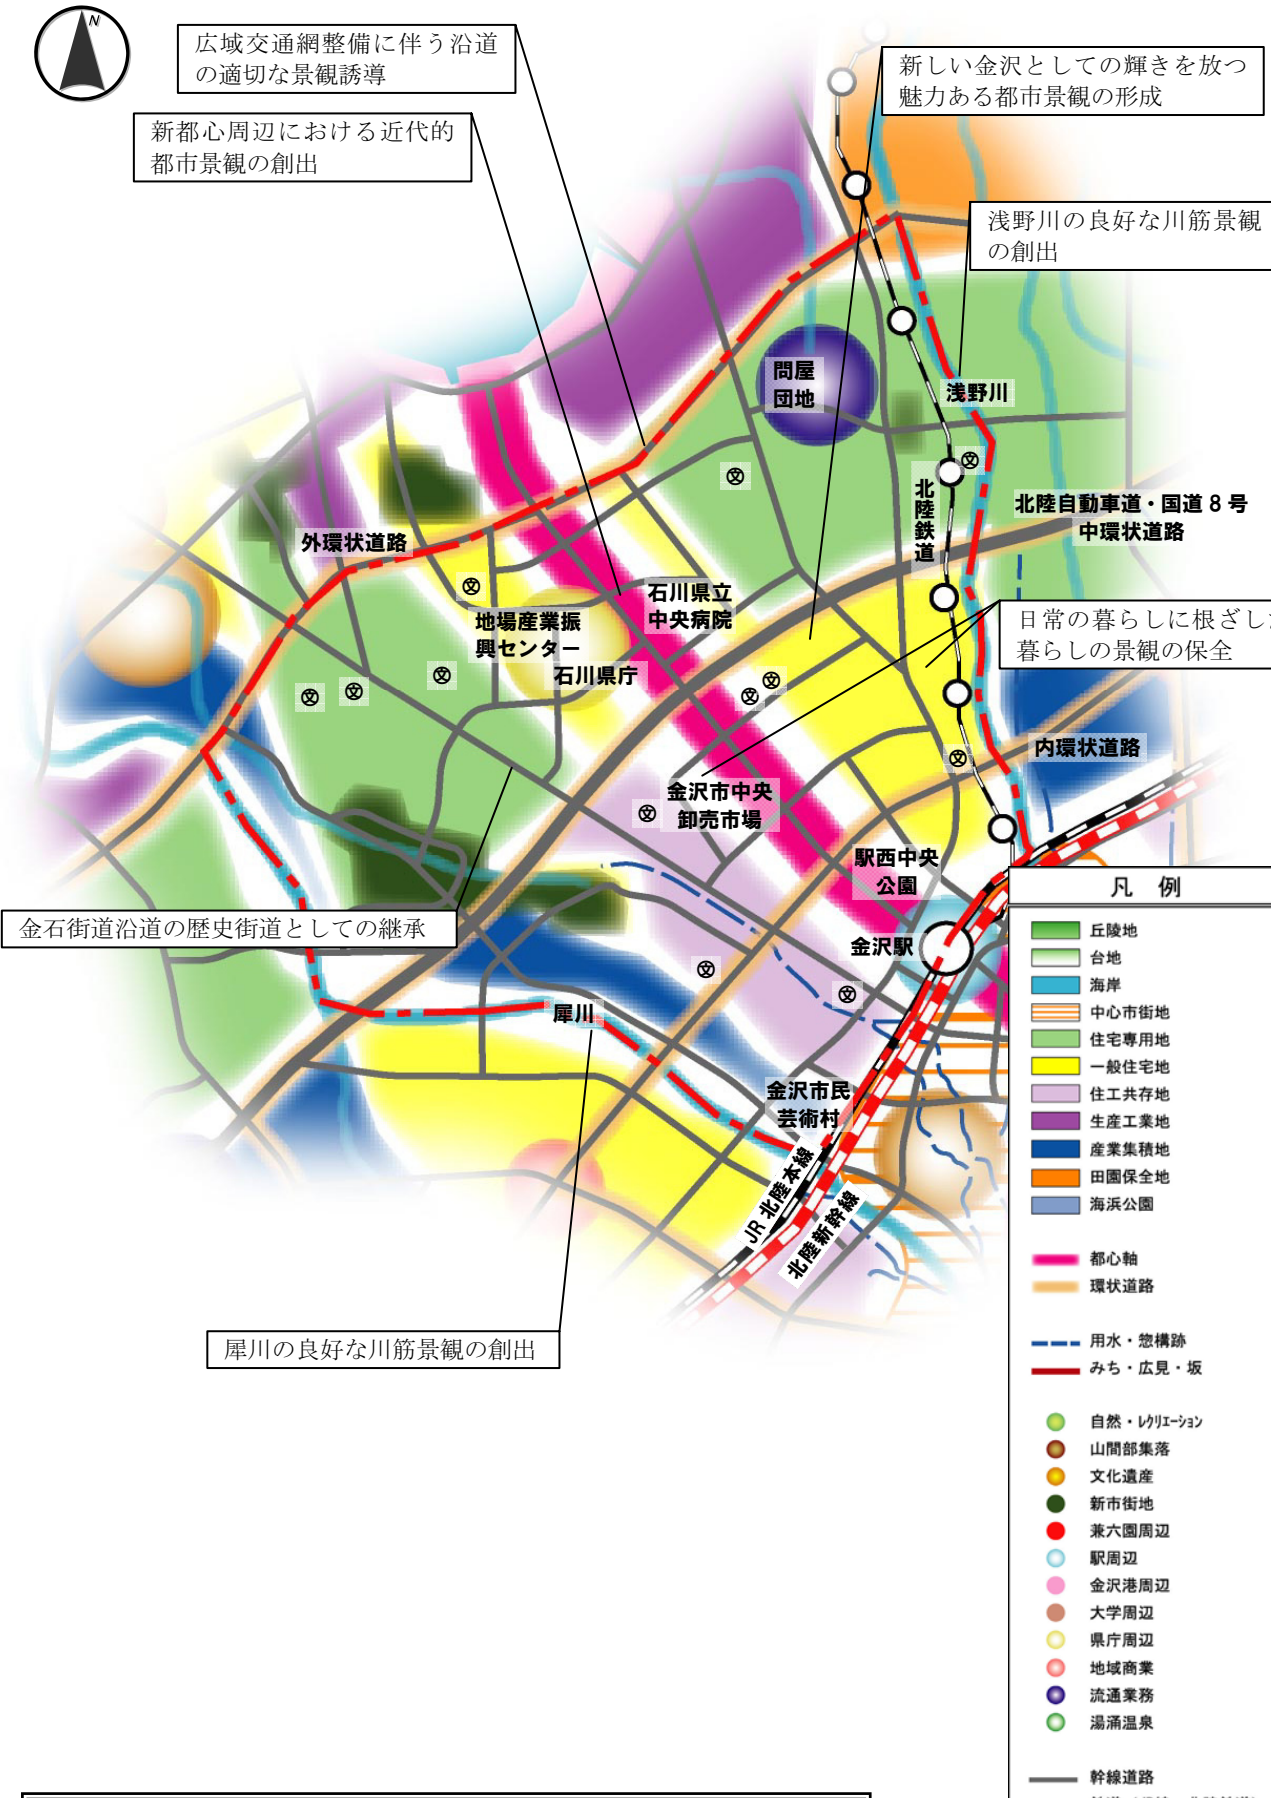 N
広域交通網整備に伴う沿道
の適切な景観誘導
新都心周辺における近代的
都市景観の創出
新しい金沢としての輝きを放つ
魅力ある都市景観の形成
浅野川の良好な川筋景観
の創出
問屋
団地
浅野川
北陸鉄道
北陸自動車道・国道8号
中環状道路
外環状道路
石川県立
中央病院
地場産業振
興センター
石川県庁
日常の暮らしに根ざした
暮らしの景観の保全
内環状道路
金沢市中央
卸売市場
駅西中央
公園
金沢駅
金石街道沿道の歴史街道としての継承
犀川
金沢市民
芸術村
JR北陸本線
北陸新幹線
犀川の良好な川筋景観の創出
凡 例
丘陵地
台地
海岸
中心市街地
住宅専用地
一般住宅地
住工共存地
生産工業地
産業集積地
田園保全地
海浜公園
都心軸
環状道路
用水・惣構跡
みち・広見・坂
自然・レクリエーション
山間部集落
文化遺産
新市街地
兼六園周辺
駅周辺
金沢港周辺
大学周辺
県庁周辺
地域商業
流通業務
湯涌温泉
幹線道路